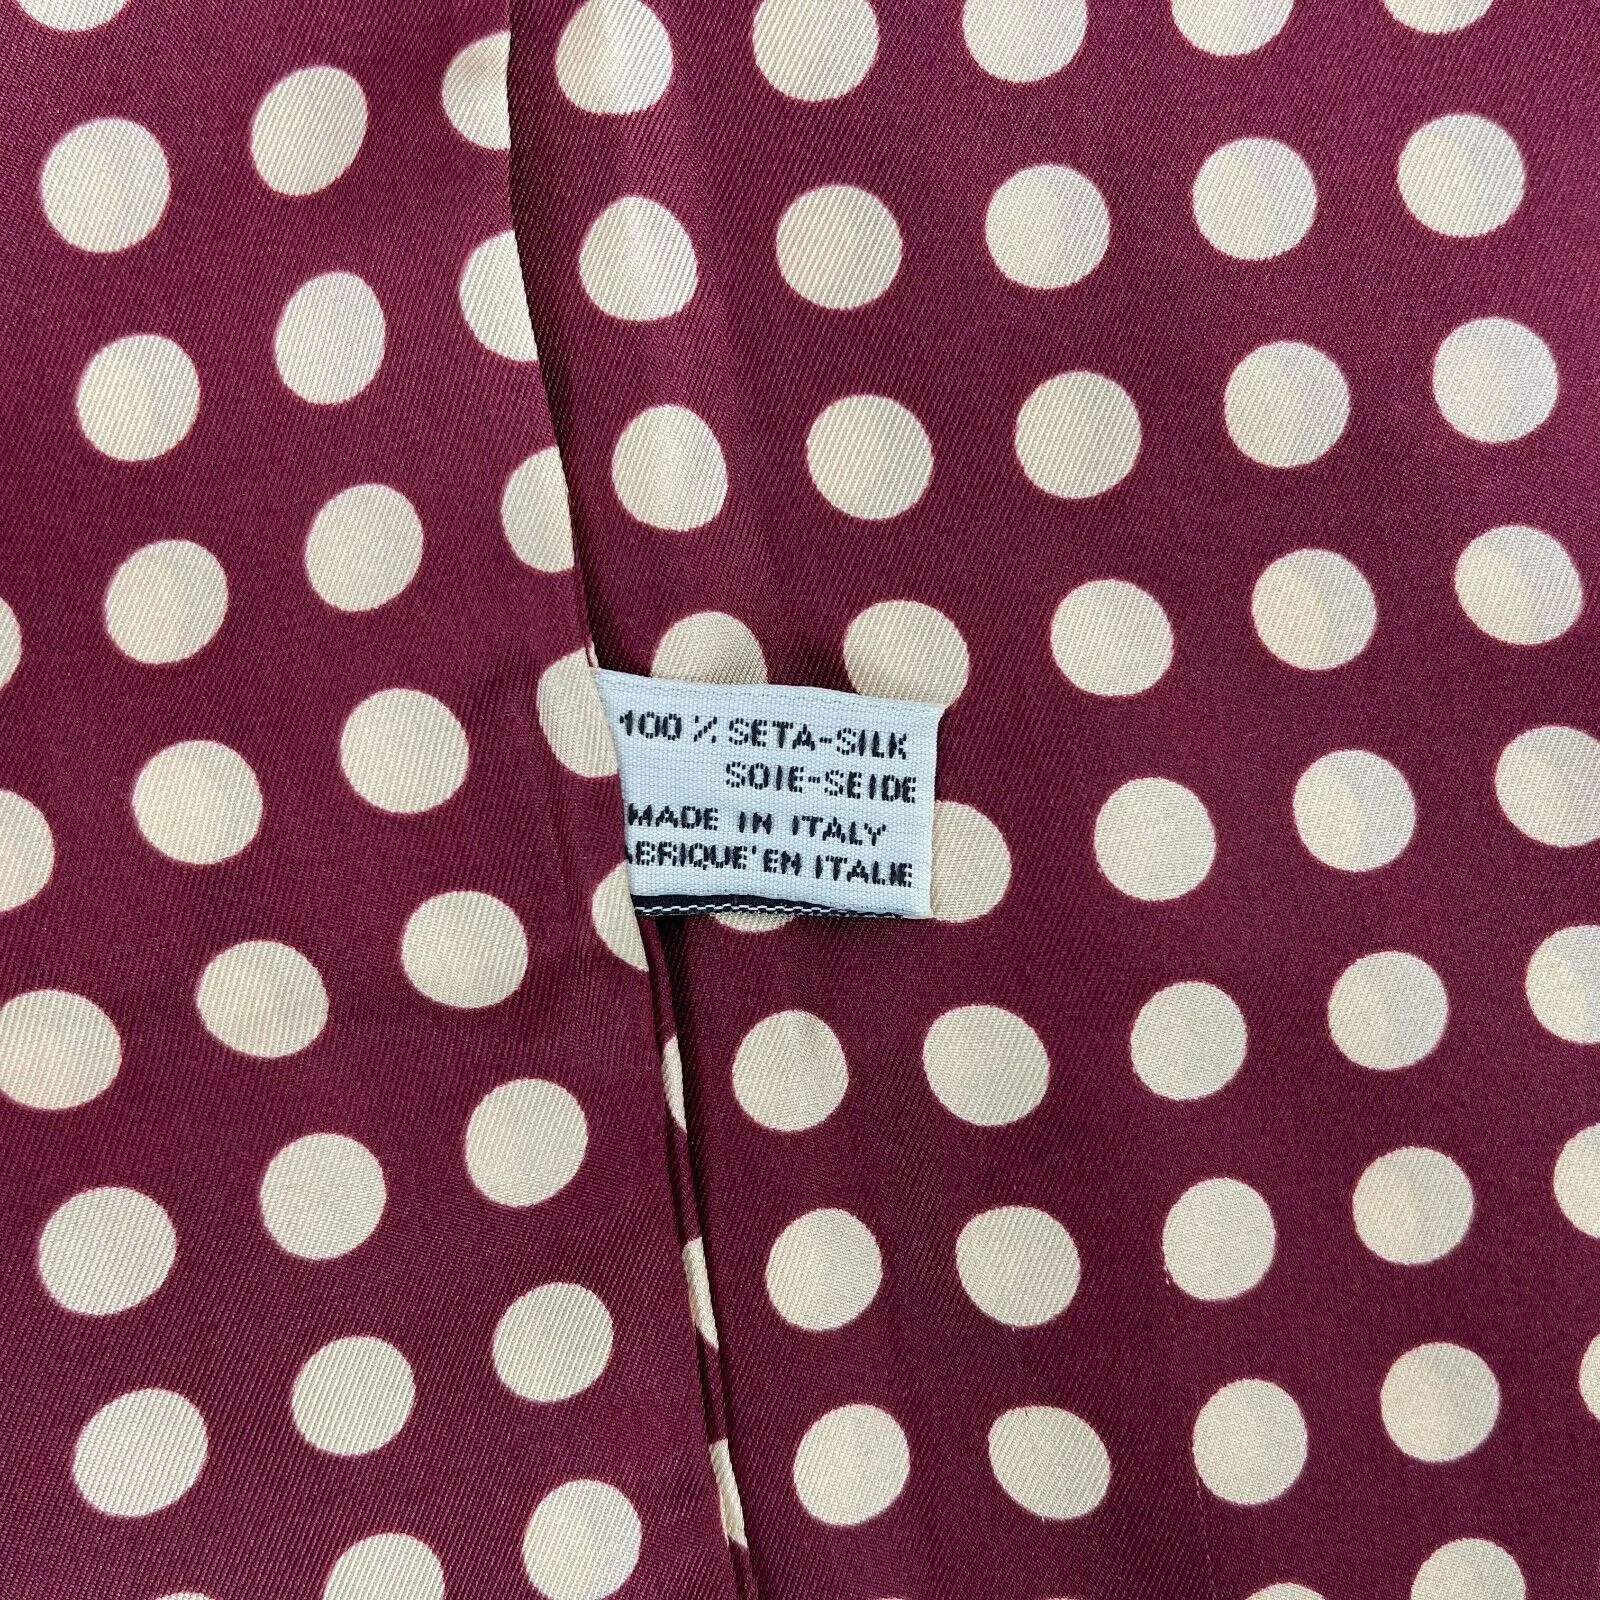 100 % SETA-SILK
SOIE-SEIDE
MADE IN ITALY
ABRIQUE' EN ITALIE